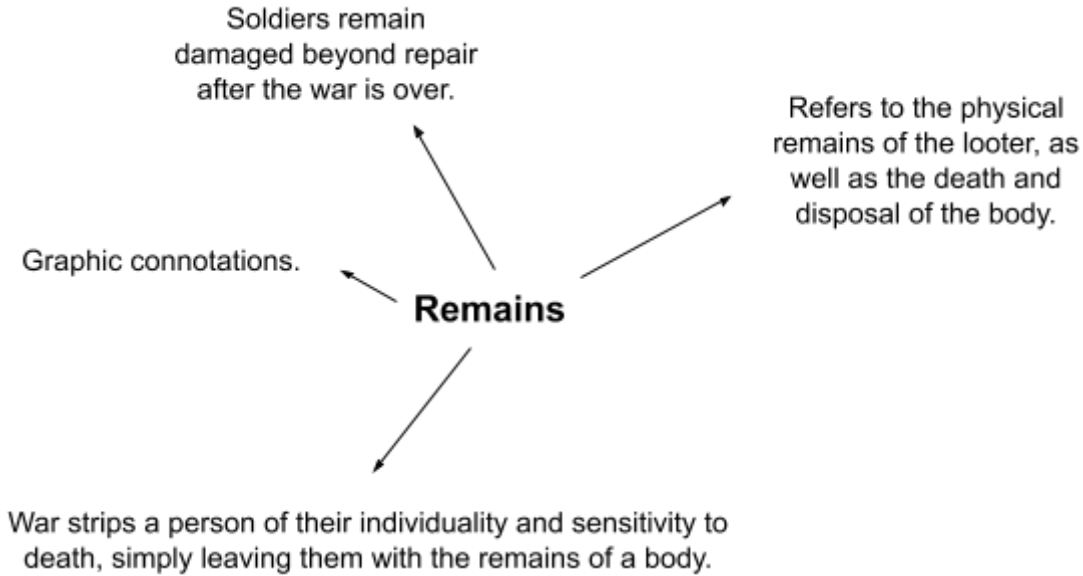 Soldiers remain
damaged beyond repair
after the war is over.
Refers to the physical
remains of the looter, as
well as the death and
disposal of the body.
Graphic connotations.
Remains
War strips a person of their individuality and sensitivity to
death, simply leaving them with the remains of a body.